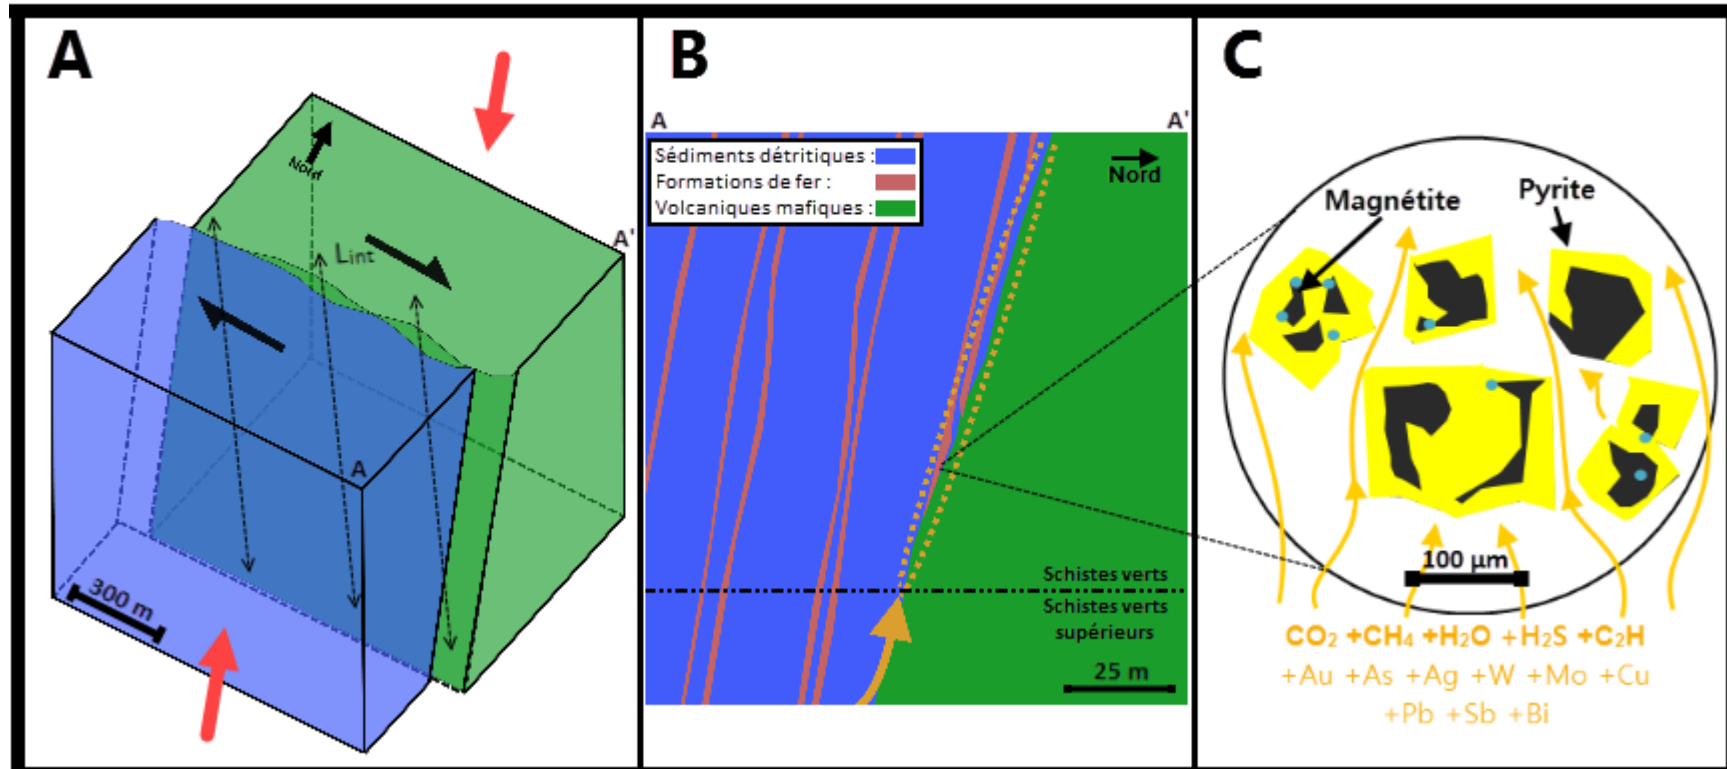 A
Nord
A'
Lint
A
300 m
B
A
A'
Sédiments détritiques :
Formations de fer :
Volcaniques mafiques :
Nord
Schistes verts
Schistes verts
supérieurs
25 m
C
Magnétite
Pyrite
100 µm
CO₂ +CH₄ +H₂O +H₂S +C₂H
+Au +As +Ag +W +Mo +Cu
+Pb +Sb +Bi